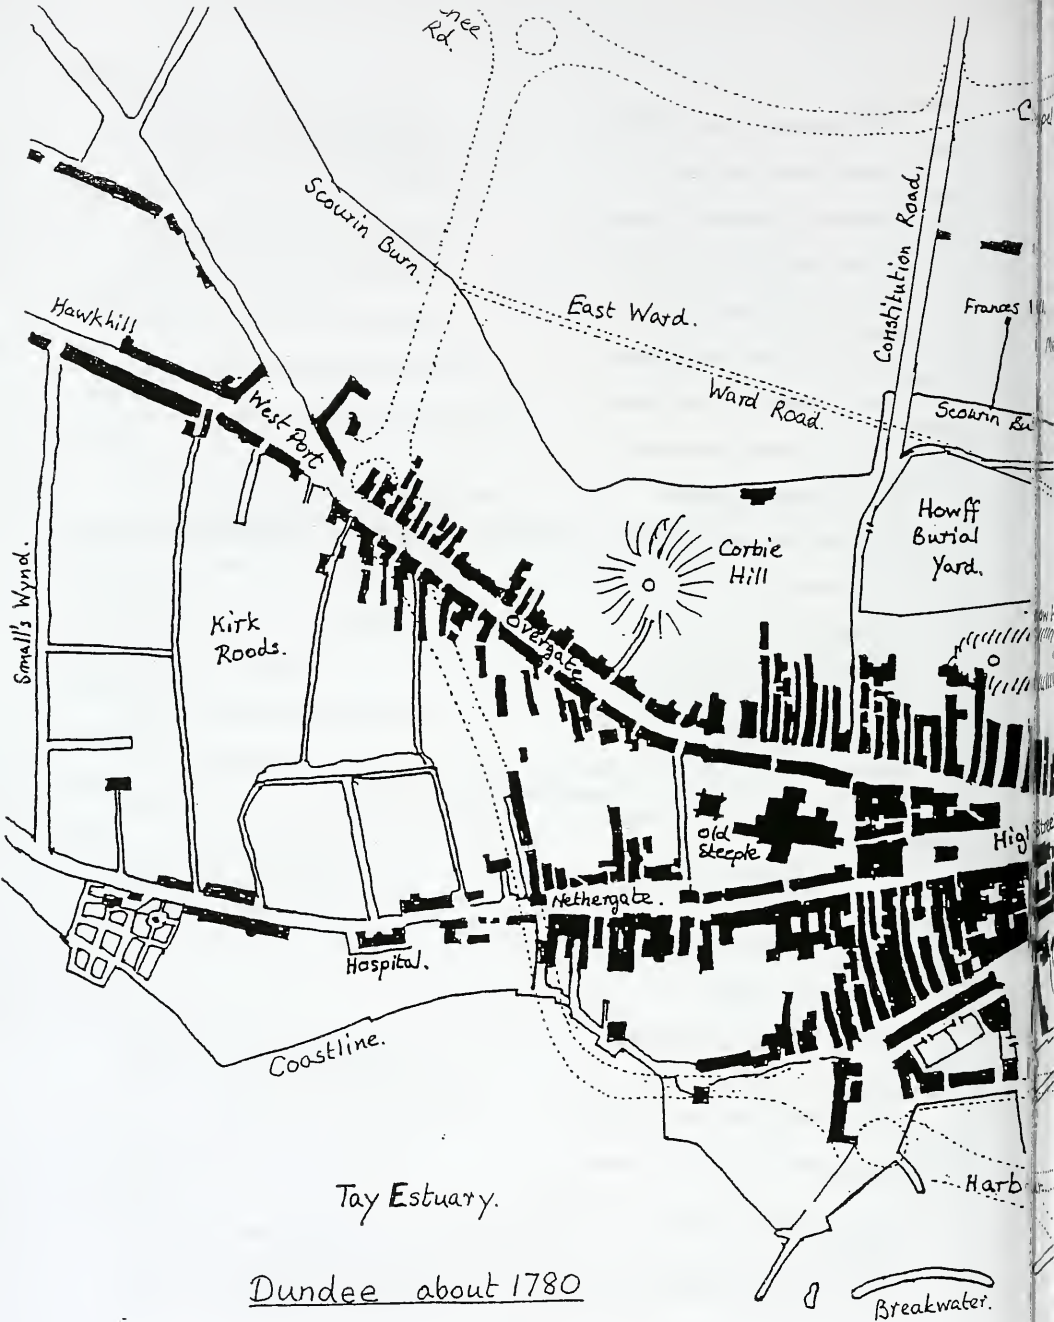 Rd.
Constitution Road.
Scourin Burn.
East Ward.
Frances
Hawkhill
Ward Road.
West Port
Howff
Burial
Yard.
Corbie
Hill
Small's Wynd.
Kirk
Roods.
Overgate
Old
Steeple
Nethergate.
Hospital.
Coastline.
Tay Estuary.
Dundee about 1780
Breakwater.